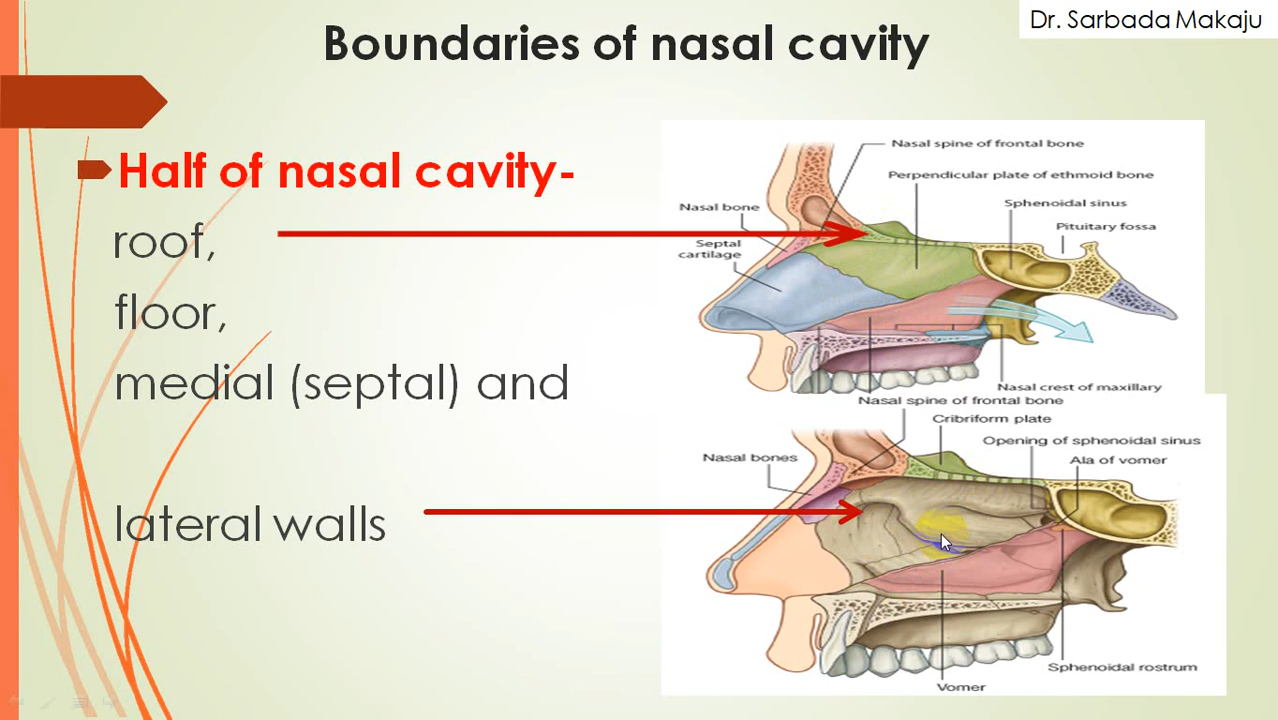 Dr. Sarbada Makaju
Boundaries of nasal cavity
Half of nasal cavity-
roof,
floor,
medial (septal) and
lateral walls
Nasal spine of frontal bone
Perpendicular plate of ethmoid bone
Nasal bone
Sphenoidal sinus
Pituitary fossa
Septal
cartilage
Nasal crest of maxillary
Nasal spine of frontal bone
Cribriform plate
Opening of sphenoidal sinus
Nasal bones
Ala of vomer
Sphenoidal rostrum
Vomer